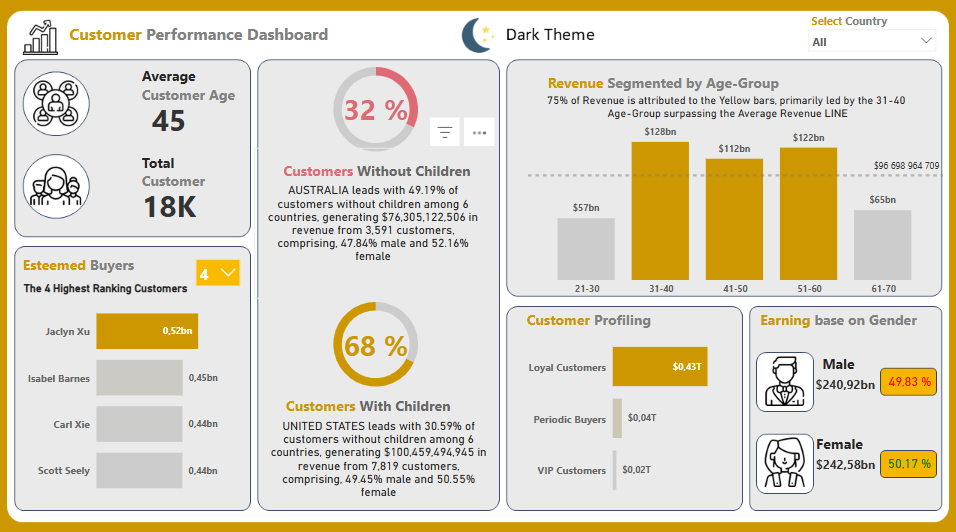 Customer Performance Dashboard
Dark Theme
Select Country
All
Average
Customer Age
45
Total
Customer
18K
Esteemed Buyers
4
The 4 Highest Ranking Customers
Jaclyn Xu
0,52bn
Isabel Barnes
0,45bn
Carl Xie
0,44bn
Scott Seely
0,44bn
32 %
Customers Without Children
AUSTRALIA leads with 49.19% of
customers without children among 6
countries, generating $76,305,122,506 in
revenue from 3,591 customers,
comprising, 47.84% male and 52.16%
female
68 %
Customers With Children
UNITED STATES leads with 30.59% of
customers without children among 6
countries, generating $100,459,494,945 in
revenue from 7,819 customers,
comprising, 49.45% male and 50.55%
female
Revenue Segmented by Age-Group
75% of Revenue is attributed to the Yellow bars, primarily led by the 31-40
Age-Group surpassing the Average Revenue LINE
$57bn
$128bn
$112bn
$122bn
$65bn
$96 698 964 709
21-30
31-40
41-50
51-60
61-70
Customer Profiling
Loyal Customers
$0,43T
Periodic Buyers
$0,04T
VIP Customers
$0,02T
Earning base on Gender
Male
$240,92bn
49,83 %
Female
$242,58bn
50,17 %